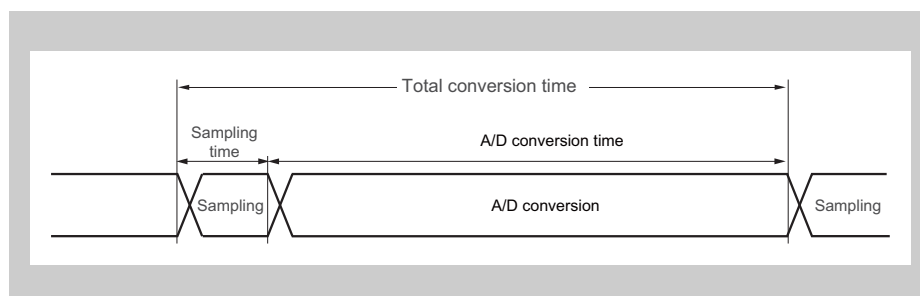 Total conversion time
Sampling
time
A/D conversion time
Sampling
A/D conversion
Sampling